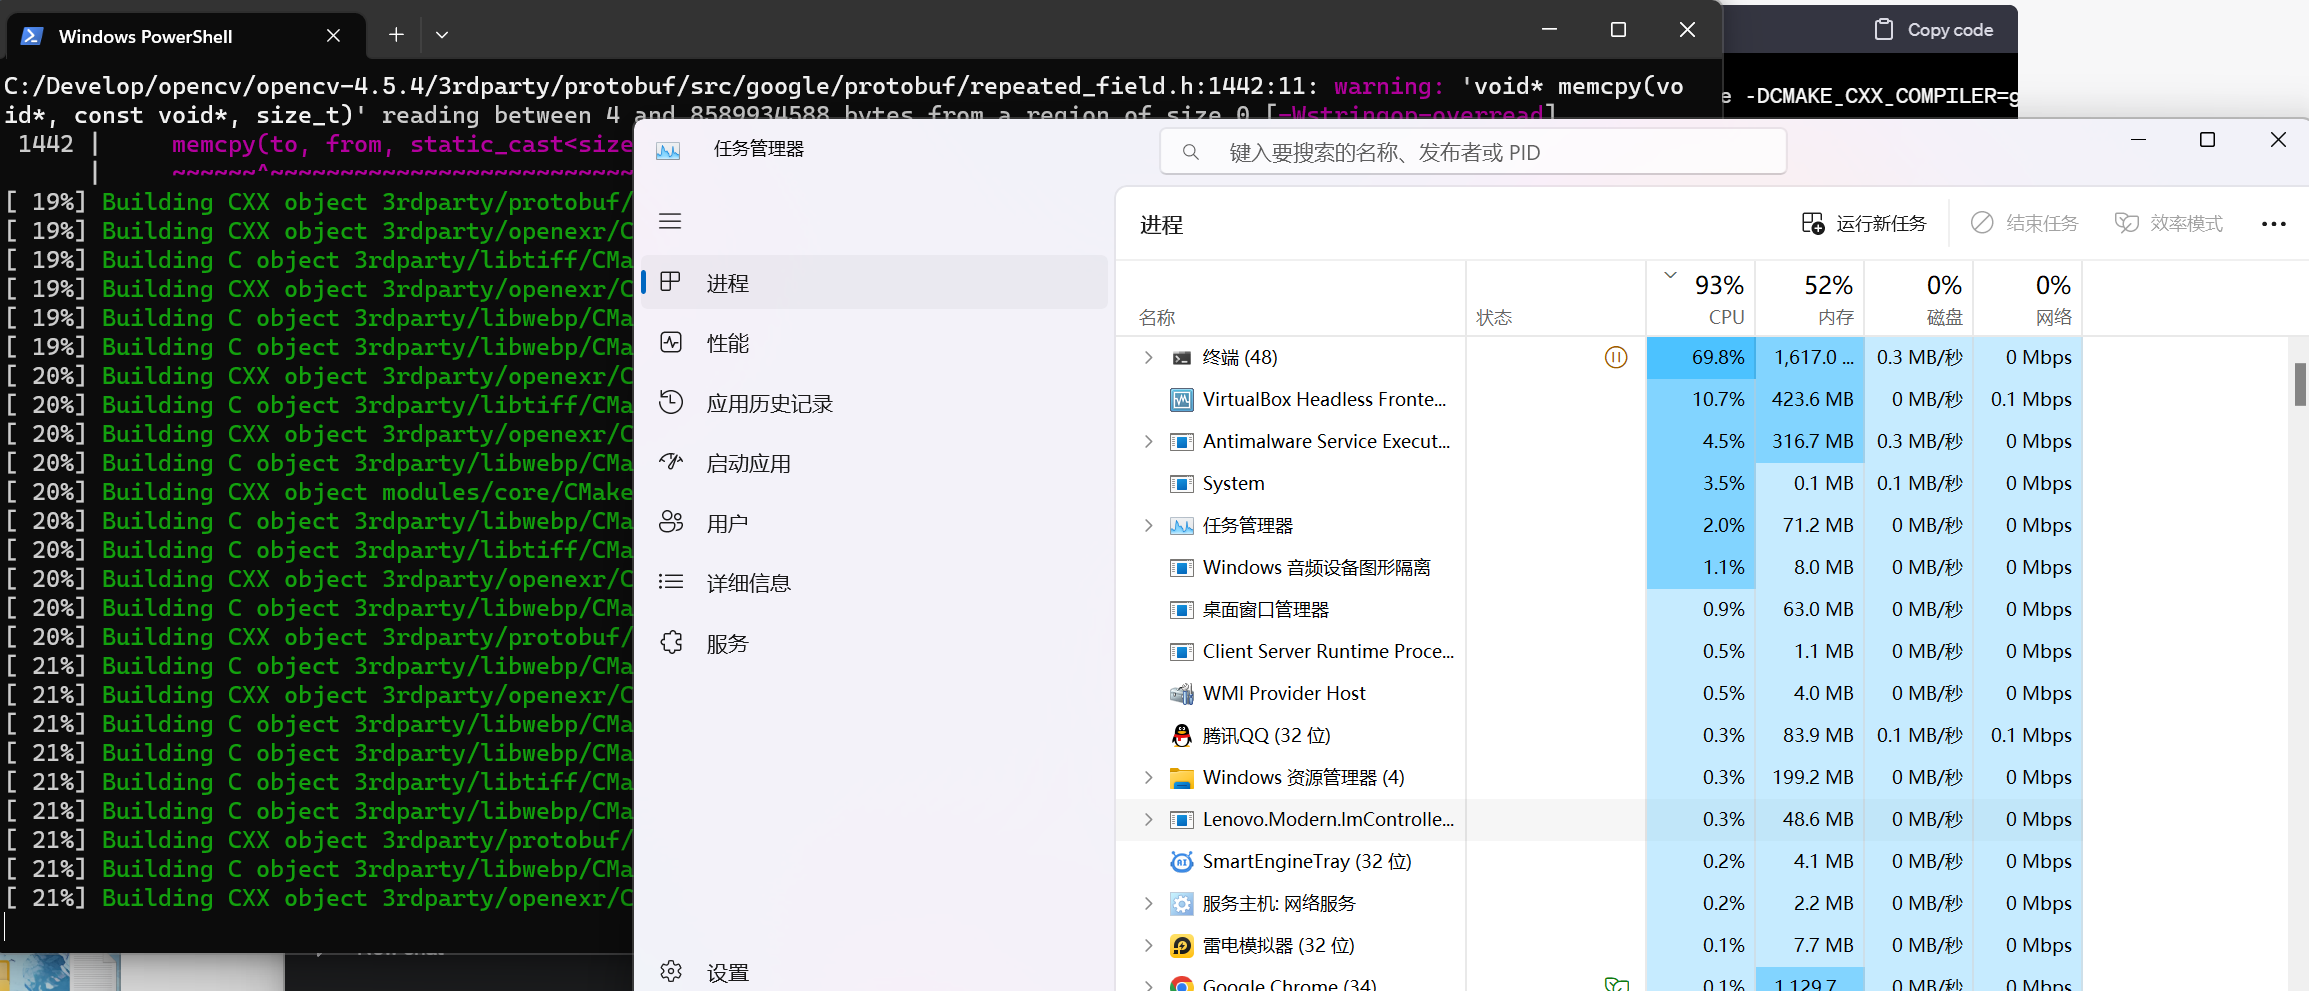 Windows PowerShell
Copy code
C:/Develop/opencv/opencv-4.5.4/3rdparty/protobuf/src/google/protobuf/repeated_field.h:1442:11: warning: 'void* memcpy(vo
id*, const void*, size_t)' reading between 4 and 8589934588 bytes from a region of size 0 [-Wstringop-overread]
-DCMAKE_CXX_COMPILER=g
1442 | memcpy(to, from, static_cast<size
| ~~~~~~^~~~~~~~~~~~~~~~~~~~~~~~~~~
[ 19%] Building CXX object 3rdparty/protobuf/
[ 19%] Building CXX object 3rdparty/openexr/C
[ 19%] Building C object 3rdparty/libtiff/CMa
[ 19%] Building CXX object 3rdparty/openexr/C
[ 19%] Building C object 3rdparty/libwebp/CMa
[ 19%] Building C object 3rdparty/libwebp/CMa
[ 20%] Building CXX object 3rdparty/openexr/C
[ 20%] Building C object 3rdparty/libtiff/CMa
[ 20%] Building CXX object 3rdparty/openexr/C
[ 20%] Building C object 3rdparty/libwebp/CMa
[ 20%] Building CXX object modules/core/CMake
[ 20%] Building C object 3rdparty/libwebp/CMa
[ 20%] Building C object 3rdparty/libtiff/CMa
[ 20%] Building CXX object 3rdparty/openexr/C
[ 20%] Building C object 3rdparty/libwebp/CMa
[ 20%] Building CXX object 3rdparty/protobuf/
[ 21%] Building C object 3rdparty/libwebp/CMa
[ 21%] Building CXX object 3rdparty/openexr/C
[ 21%] Building C object 3rdparty/libwebp/CMa
[ 21%] Building C object 3rdparty/libwebp/CMa
[ 21%] Building C object 3rdparty/libtiff/CMa
[ 21%] Building C object 3rdparty/libwebp/CMa
[ 21%] Building CXX object 3rdparty/protobuf/
[ 21%] Building C object 3rdparty/libwebp/CMa
[ 21%] Building CXX object 3rdparty/openexr/C
任务管理器
键入要搜索的名称、发布者或 PID
进程
性能
应用历史记录
启动应用
用户
详细信息
服务
设置
进程
运行新任务
结束任务
效率模式
93% 52% 0% 0%
名称 状态 CPU 内存 磁盘 网络
终端 (48) 69.8% 1,617.0 ... 0.3 MB/秒 0 Mbps
VirtualBox Headless Fronte... 10.7% 423.6 MB 0 MB/秒 0.1 Mbps
Antimalware Service Execut... 4.5% 316.7 MB 0.3 MB/秒 0 Mbps
System 3.5% 0.1 MB 0.1 MB/秒 0 Mbps
任务管理器 2.0% 71.2 MB 0 MB/秒 0 Mbps
Windows 音频设备图形隔离 1.1% 8.0 MB 0 MB/秒 0 Mbps
桌面窗口管理器 0.9% 63.0 MB 0 MB/秒 0 Mbps
Client Server Runtime Proce... 0.5% 1.1 MB 0 MB/秒 0 Mbps
WMI Provider Host 0.5% 4.0 MB 0 MB/秒 0 Mbps
腾讯QQ (32 位) 0.3% 83.9 MB 0.1 MB/秒 0.1 Mbps
Windows 资源管理器 (4) 0.3% 199.2 MB 0 MB/秒 0 Mbps
Lenovo.Modern.ImControlle... 0.3% 48.6 MB 0 MB/秒 0 Mbps
SmartEngineTray (32 位) 0.2% 4.1 MB 0 MB/秒 0 Mbps
服务主机: 网络服务 0.2% 2.2 MB 0 MB/秒 0 Mbps
雷电模拟器 (32 位) 0.1% 7.7 MB 0 MB/秒 0 Mbps
Google Chrome (34) 0.1% 1,129.7 ... 0 MB/秒 0 Mbps